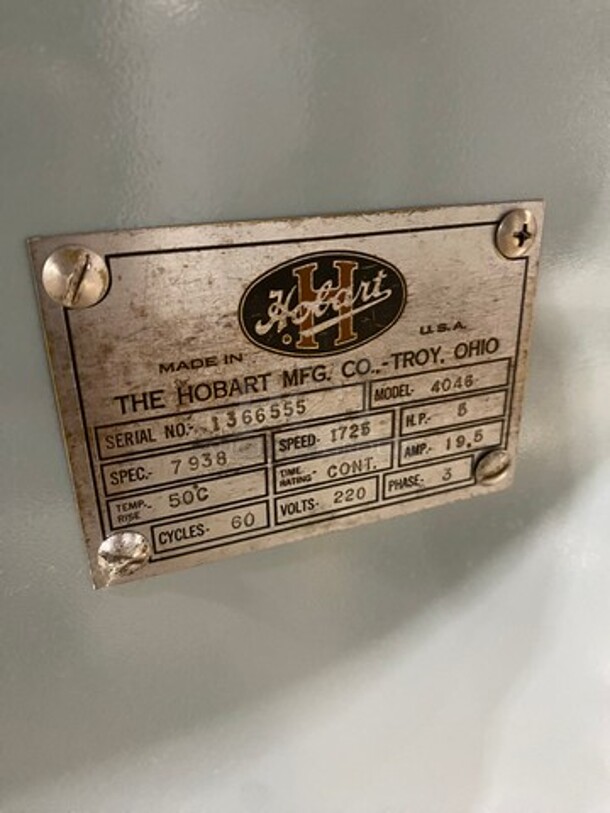 Hobart
MADE IN U.S.A.
THE HOBART MFG. CO.,-TROY, OHIO
SERIAL NO.- 1366555 MODEL- 4046
SPEC.- 7938 SPEED- 1725 H.P.- 5
TEMP. RISE - 50°C TIME RATING - CONT. AMP.- 19.5
CYCLES- 60 VOLTS- 220 PHASE- 3